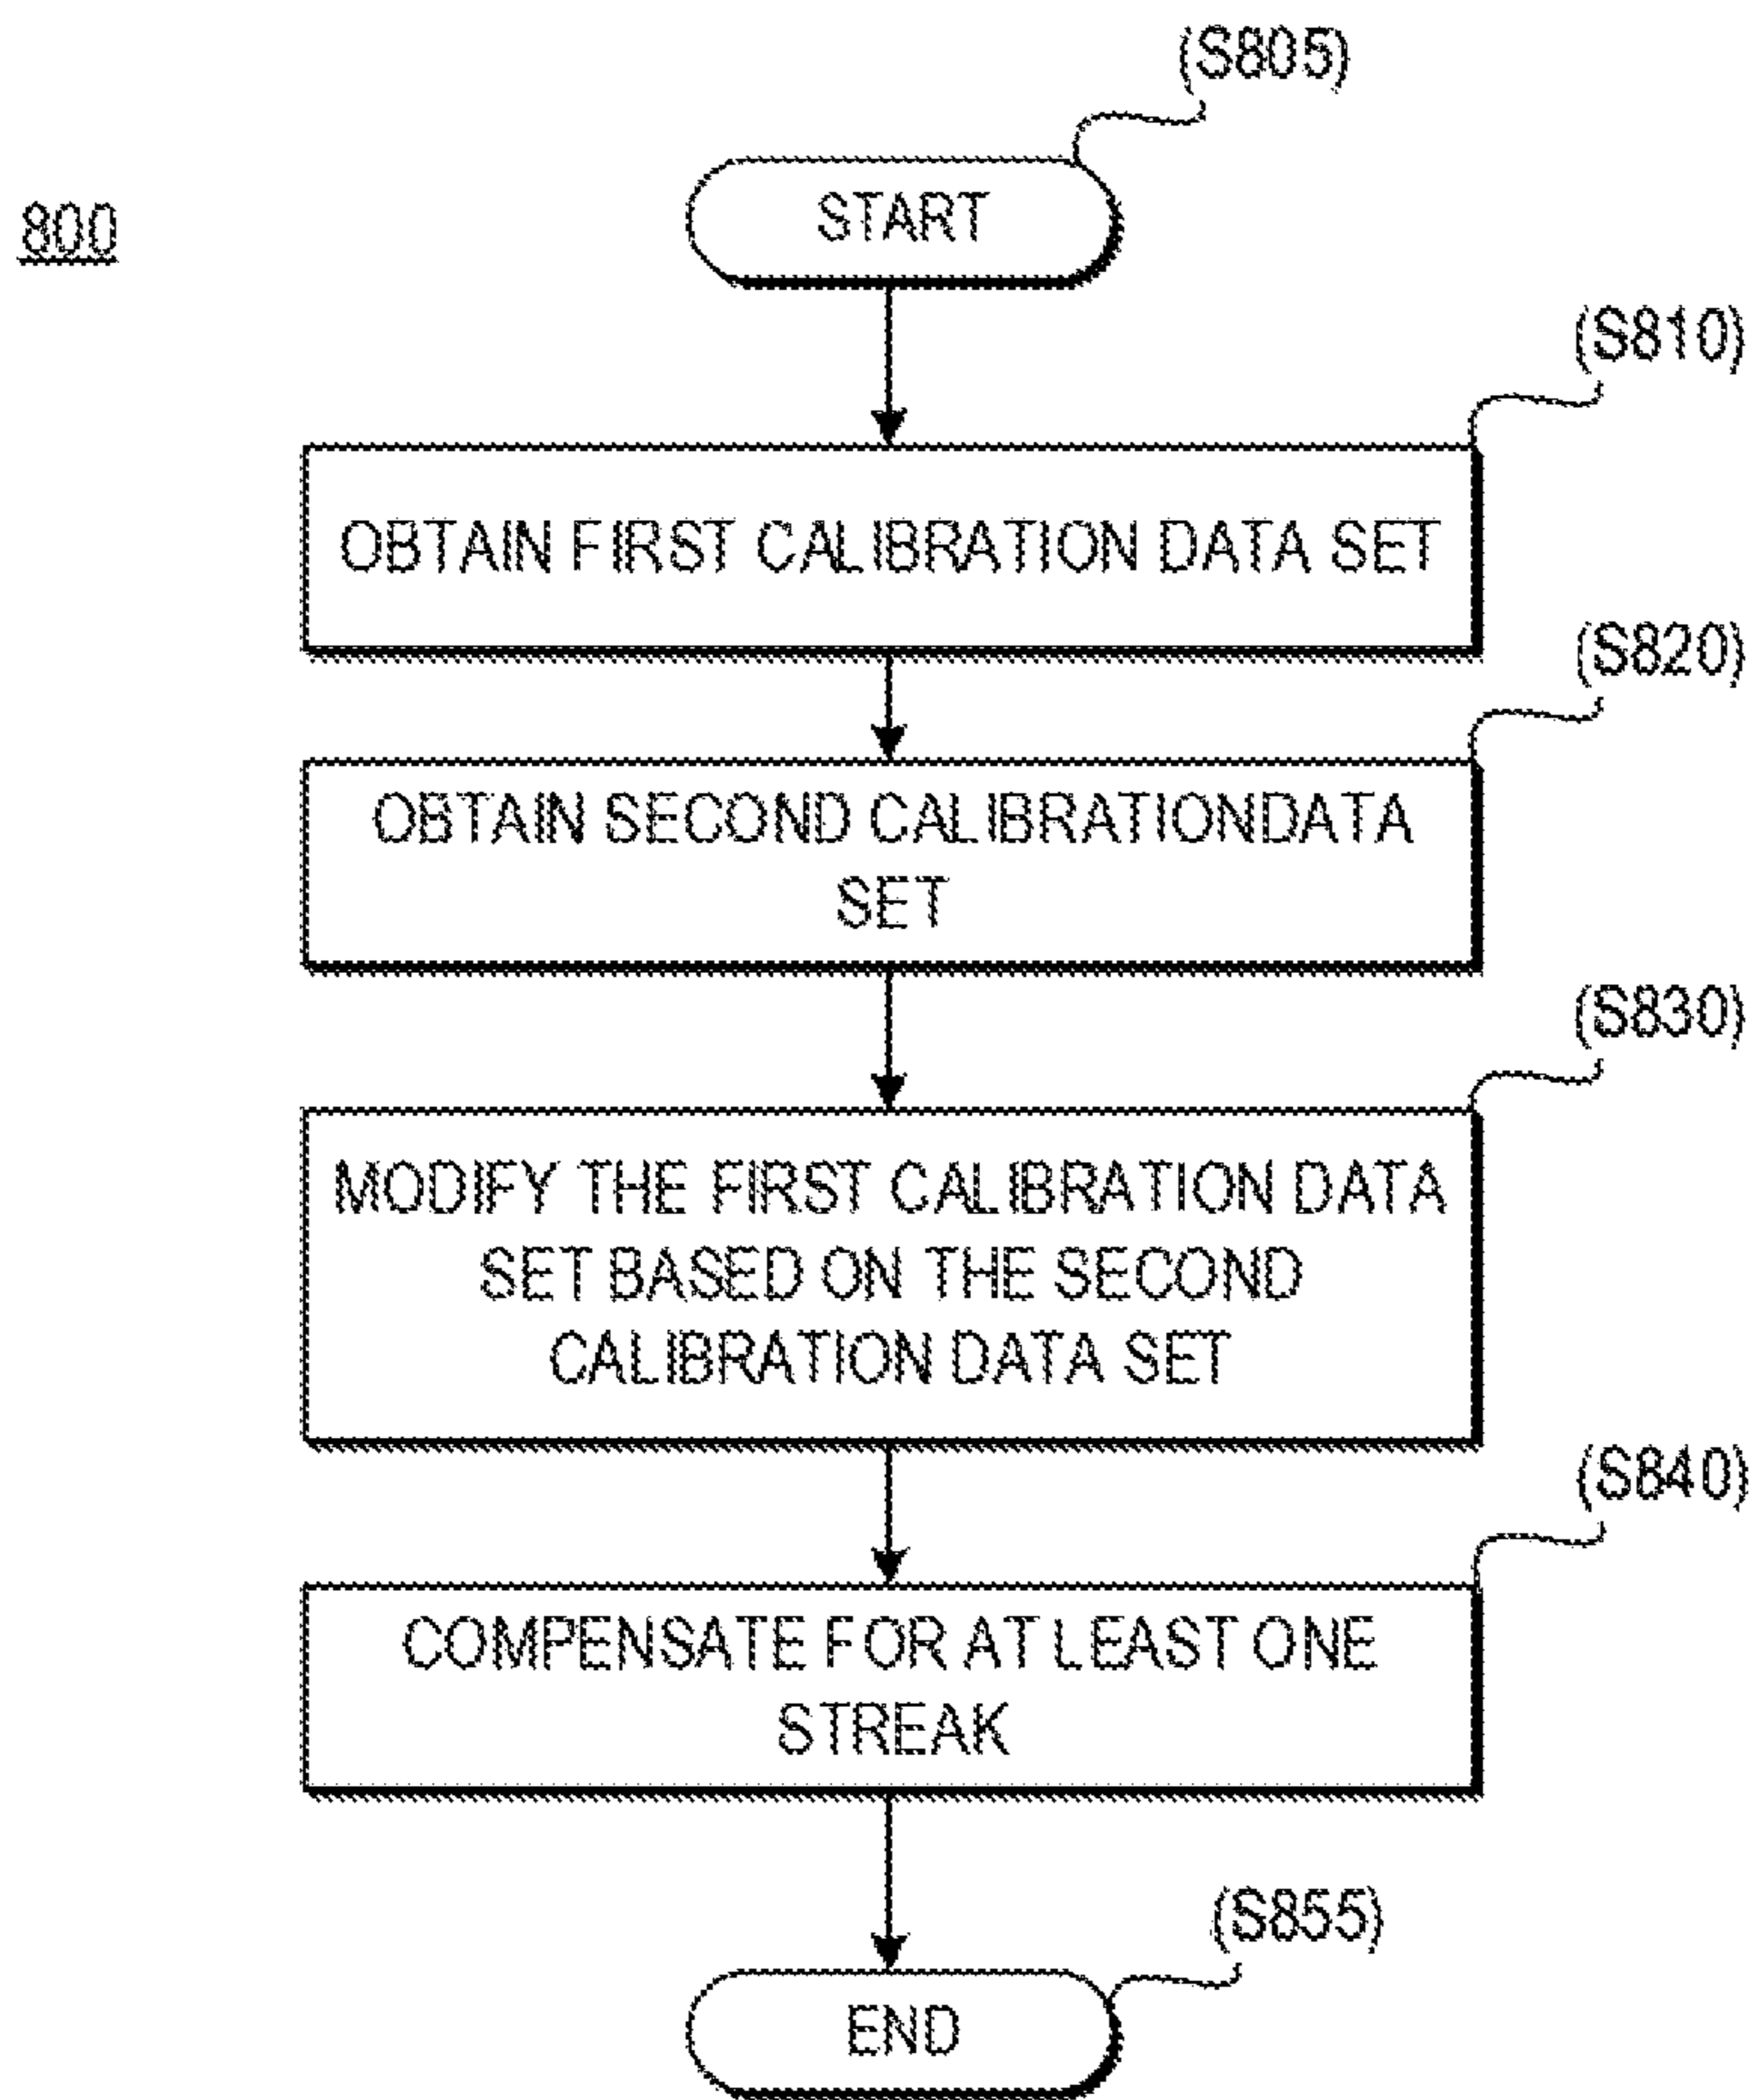 (S805)
800
START
(S810)
OBTAIN FIRST CALIBRATION DATA SET
(S820)
OBTAIN SECOND CALIBRATIONDATA
SET
(S830)
MODIFY THE FIRST CALIBRATION DATA
SET BASED ON THE SECOND
CALIBRATION DATA SET
(S840)
COMPENSATE FOR AT LEAST ONE
STREAK
(S855)
END